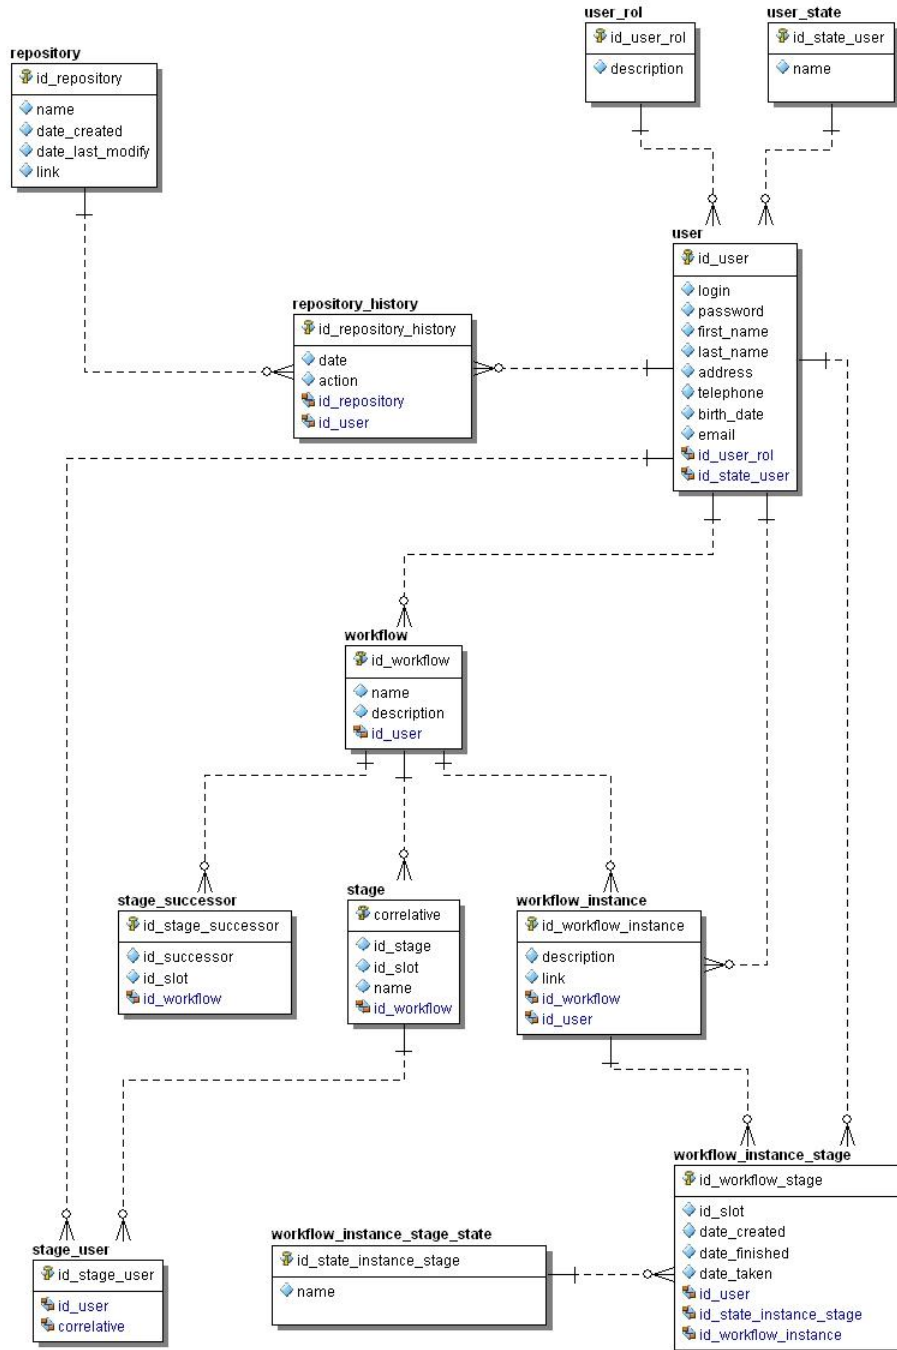 user_rol
id_user_rol
description
user_state
id_state_user
name
repository
id_repository
name
date_created
date_last_modify
link
user
id_user
login
password
first_name
last_name
address
telephone
birth_date
email
id_user_rol
id_state_user
repository_history
id_repository_history
date
action
id_repository
id_user
workflow
id_workflow
name
description
id_user
stage_successor
id_stage_successor
id_successor
id_slot
id_workflow
stage
correlative
id_stage
id_slot
name
id_workflow
workflow_instance
id_workflow_instance
description
link
id_workflow
id_user
workflow_instance_stage
id_workflow_stage
id_slot
date_created
date_finished
date_taken
id_user
id_state_instance_stage
id_workflow_instance
stage_user
id_stage_user
id_user
correlative
workflow_instance_stage_state
id_state_instance_stage
name